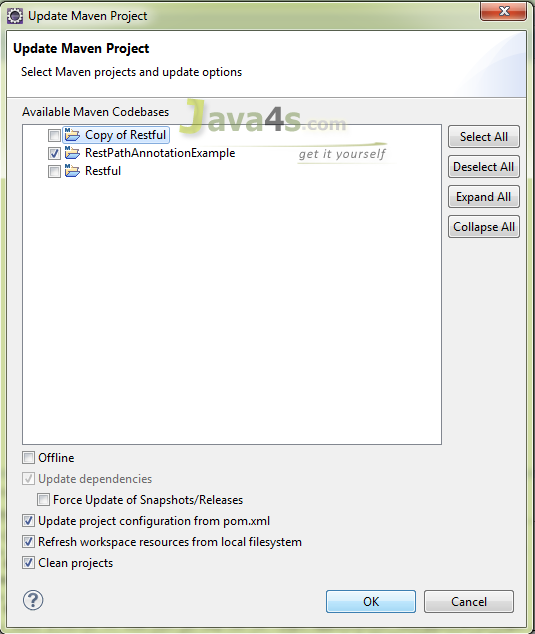 Update Maven Project
Update Maven Project
Select Maven projects and update options
Available Maven Codebases
Java4s.com
get it yourself
Copy of Restful
RestPathAnnotationExample
Restful
Select All
Deselect All
Expand All
Collapse All
Offline
Update dependencies
Force Update of Snapshots/Releases
Update project configuration from pom.xml
Refresh workspace resources from local filesystem
Clean projects
?
OK
Cancel